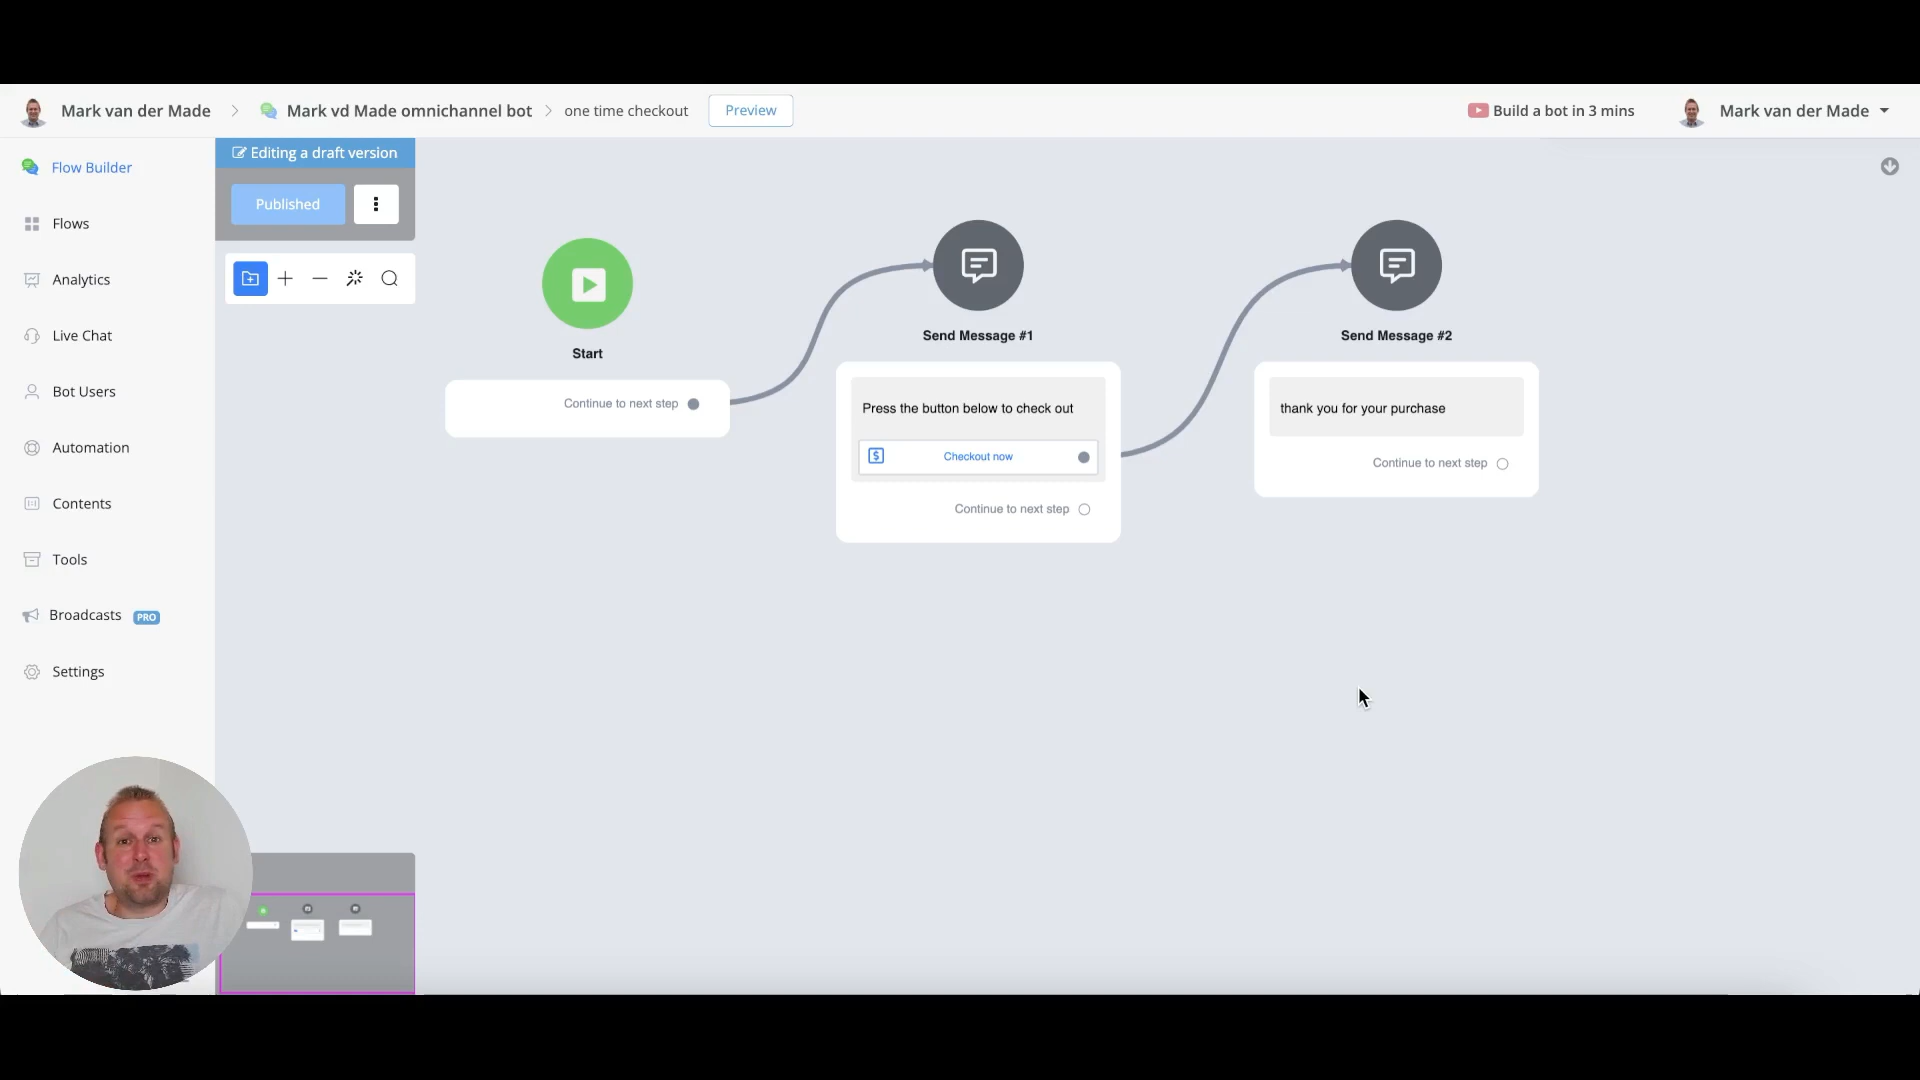 Mark van der Made
Mark vd Made omnichannel bot
one time checkout
Preview
Build a bot in 3 mins
Mark van der Made
Flow Builder
Flows
Analytics
Live Chat
Bot Users
Automation
Contents
Tools
Broadcasts PRO
Settings
Editing a draft version
Published
Start
Continue to next step
Send Message #1
Press the button below to check out
Checkout now
Continue to next step
Send Message #2
thank you for your purchase
Continue to next step